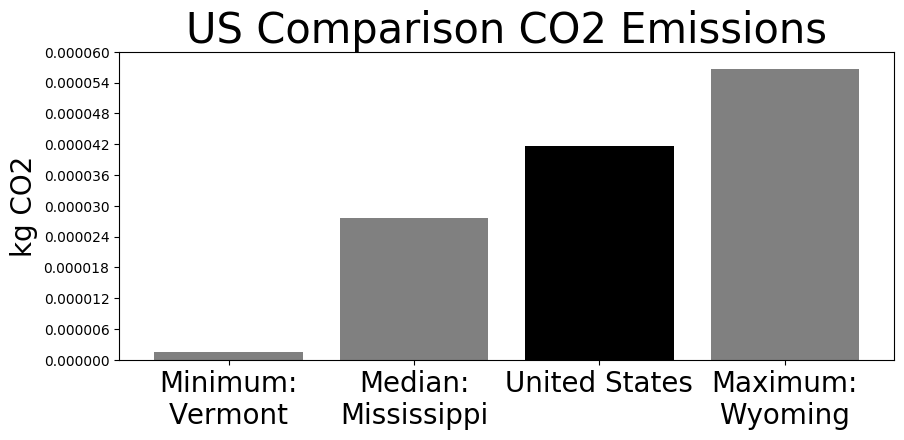 US Comparison CO2 Emissions
kg CO2
0.000060
0.000054
0.000048
0.000042
0.000036
0.000030
0.000024
0.000018
0.000012
0.000006
0.000000
Minimum:
Vermont
Median:
Mississippi
United States
Maximum:
Wyoming